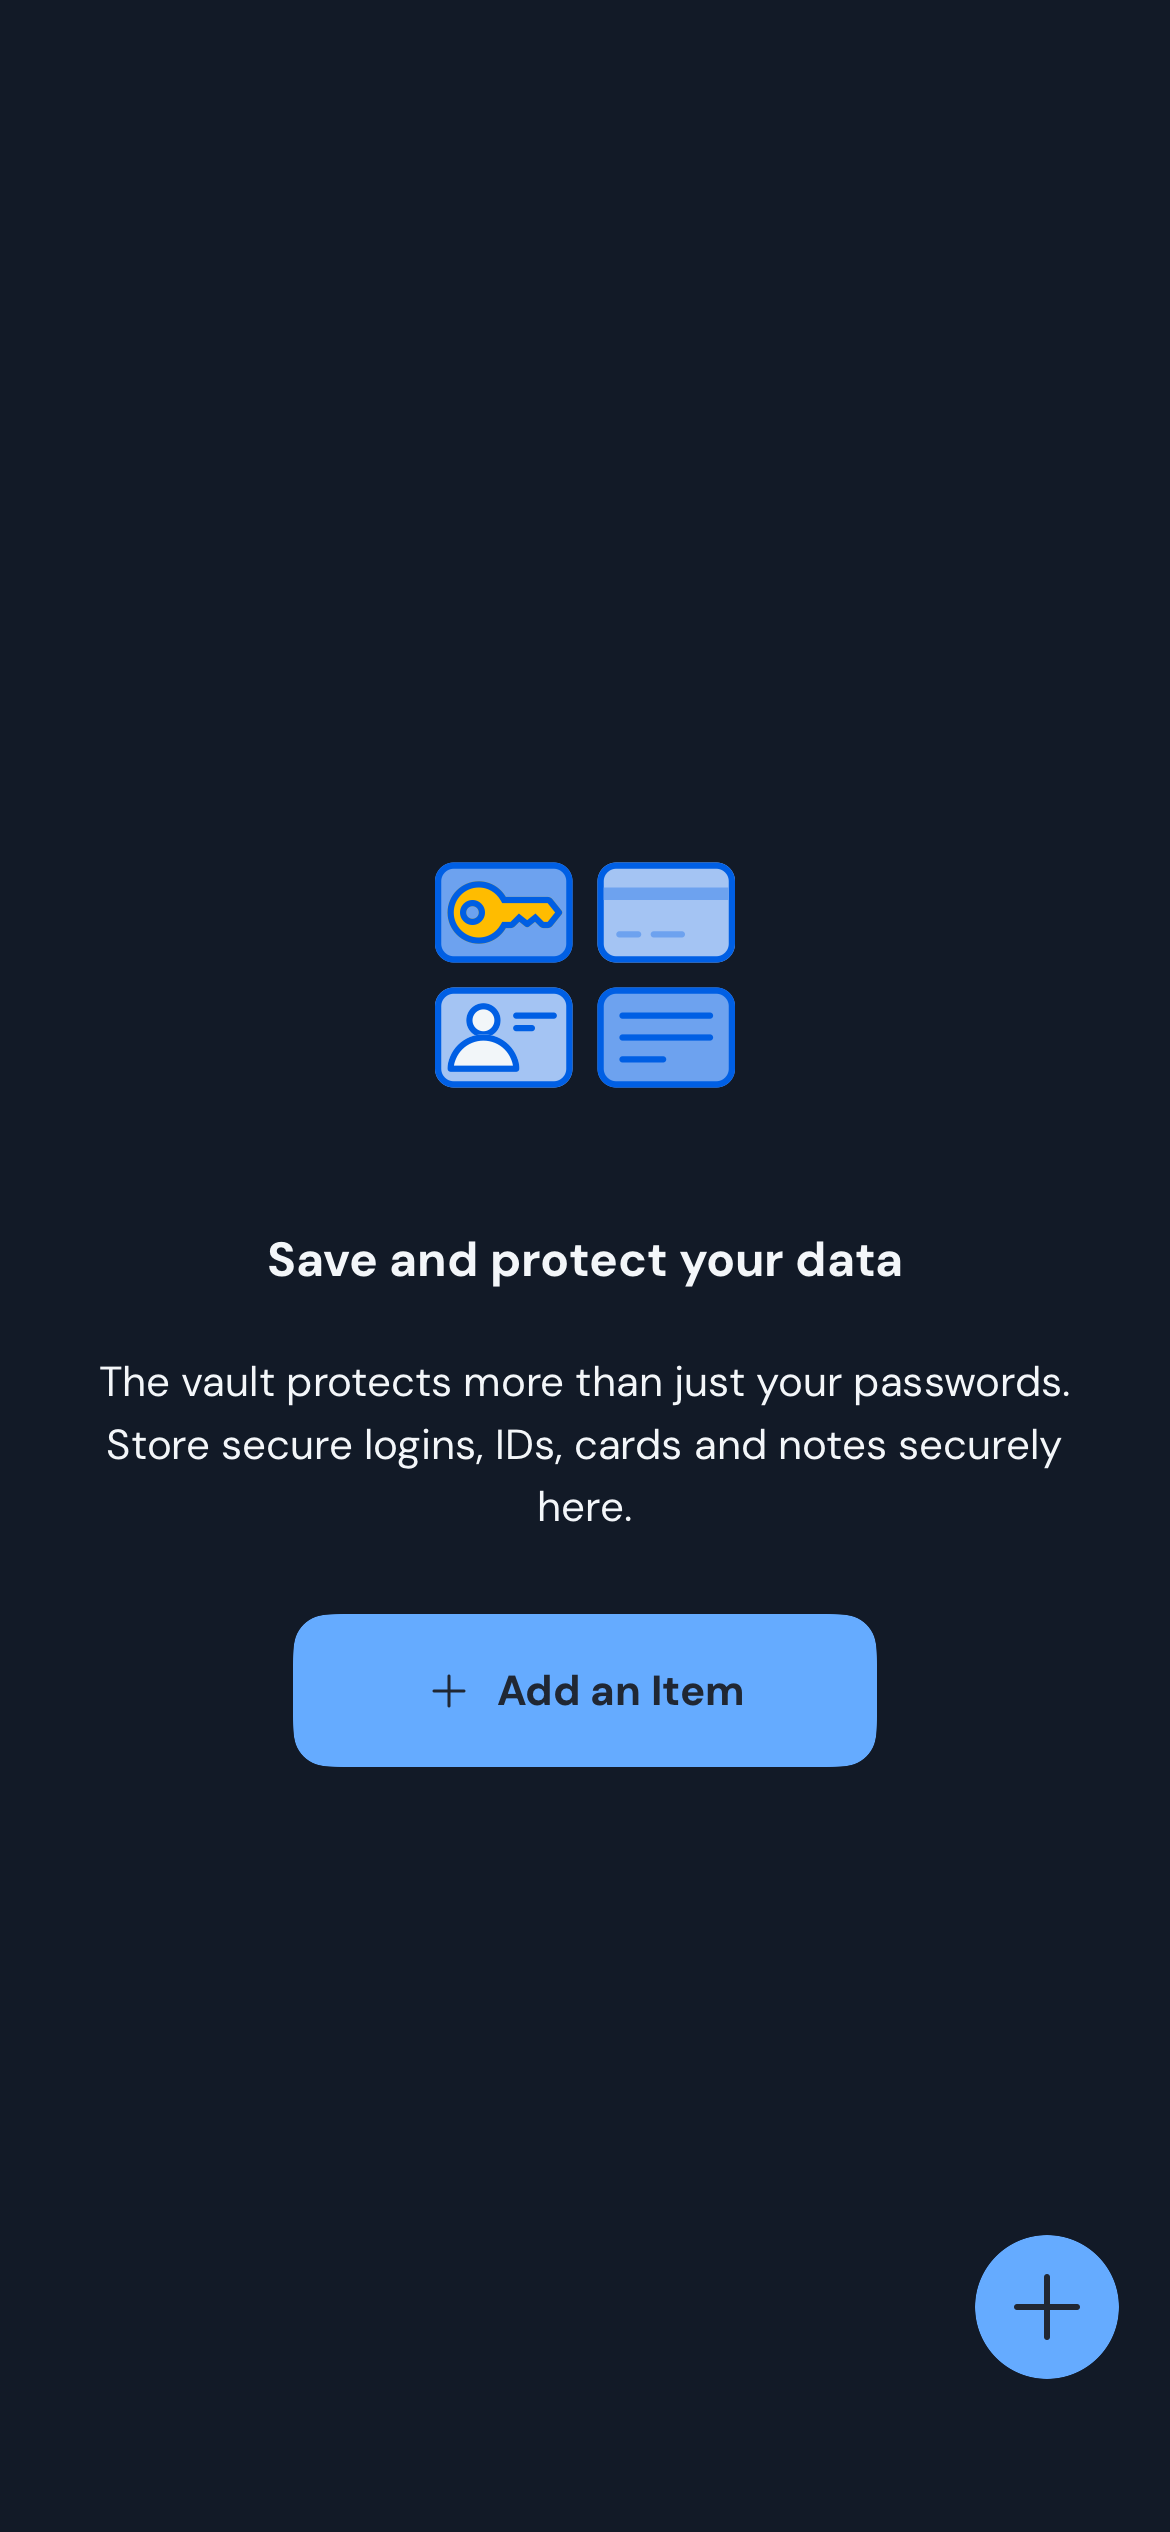 Save and protect your data
The vault protects more than just your passwords.
Store secure logins, IDs, cards and notes securely
here.
Add an Item